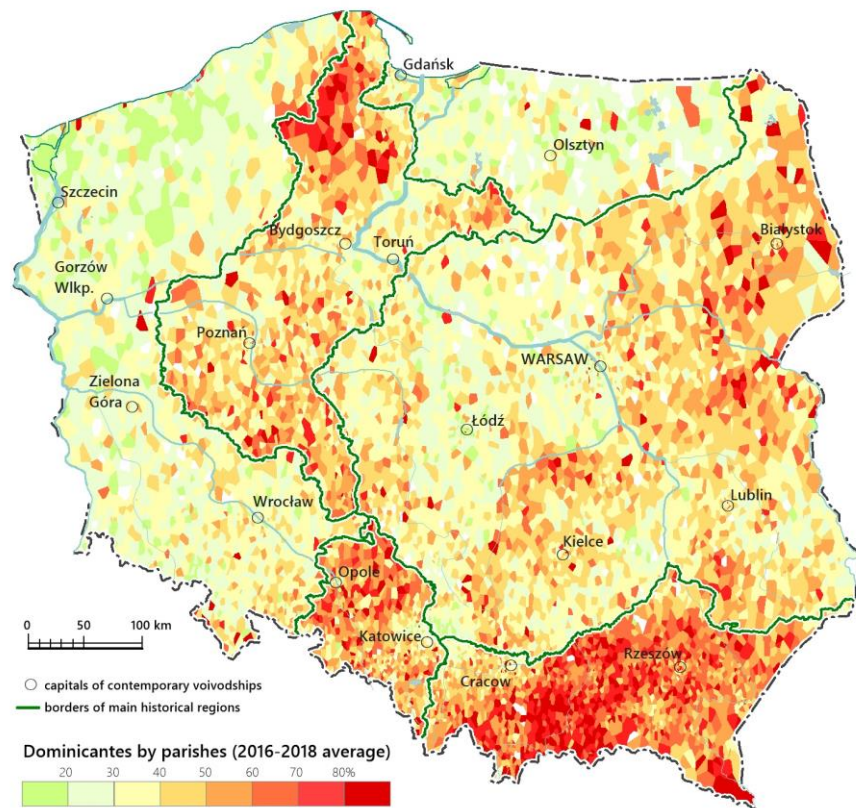 Gdańsk
Olsztyn
Szczecin
Bydgoszcz
Toruń
Białystok
Gorzów
Wlkp.
Poznań
WARSAW
Zielona
Góra
Łódź
Wrocław
Lublin
Kielce
Opole
0 50 100 km
Katowice
Cracow
Rzeszów
capitals of contemporary voivodships
borders of main historical regions
Dominicantes by parishes (2016-2018 average)
20 30 40 50 60 70 80%